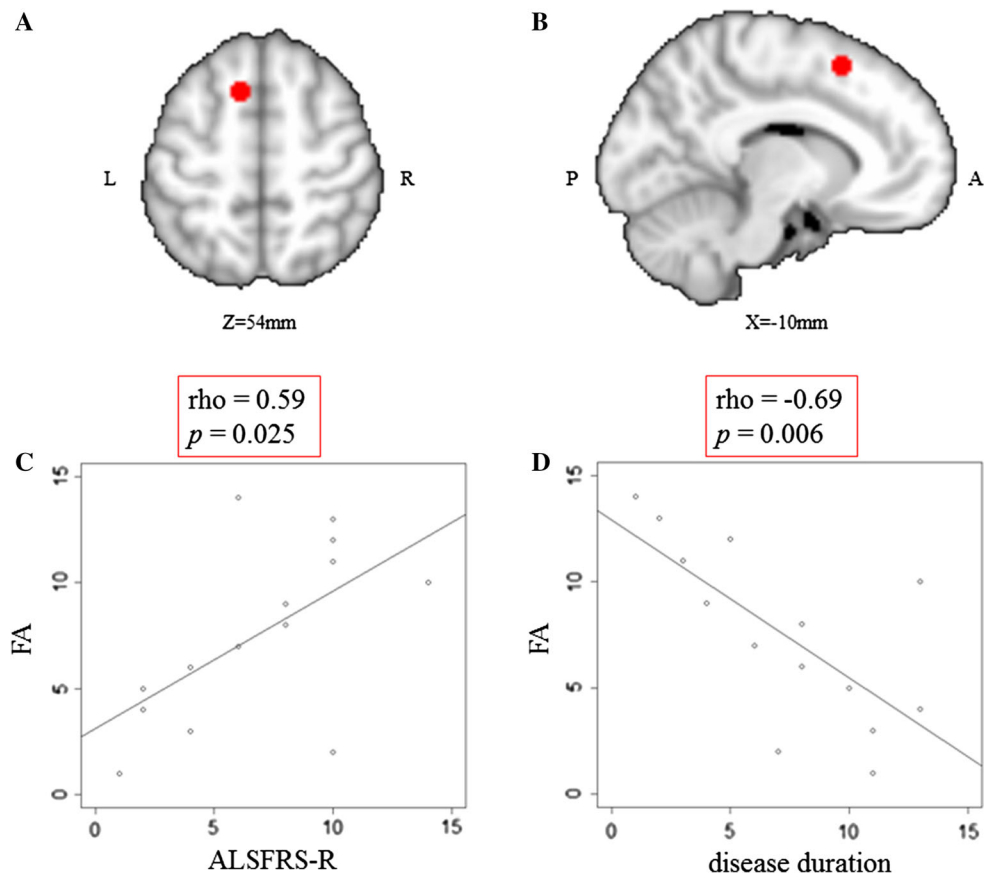 A
B
L
R
P
A
Z=54mm
X=-10mm
rho = 0.59
p = 0.025
rho = -0.69
p = 0.006
C
D
15
10
5
0
FA
0 5 10 15
ALSFRS-R
15
10
5
0
FA
0 5 10 15
disease duration